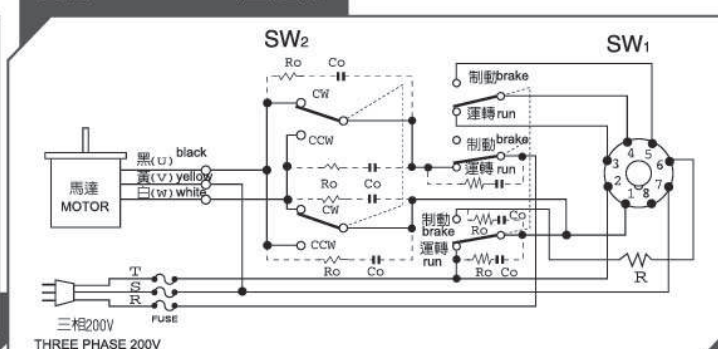 SW2
SW1
Ro Co
制動brake
CW
運轉run
CCW
制動brake
運轉run
黑(U) black
黃(V) yellow
白(W) white
馬達
MOTOR
Ro Co
CW
制動
brake
Co
Ro
運轉
run
CCW
Ro Co
Ro Co
4 5
3 6
2 7
1 8
R
T
S
R
FUSE
三相200V
THREE PHASE 200V